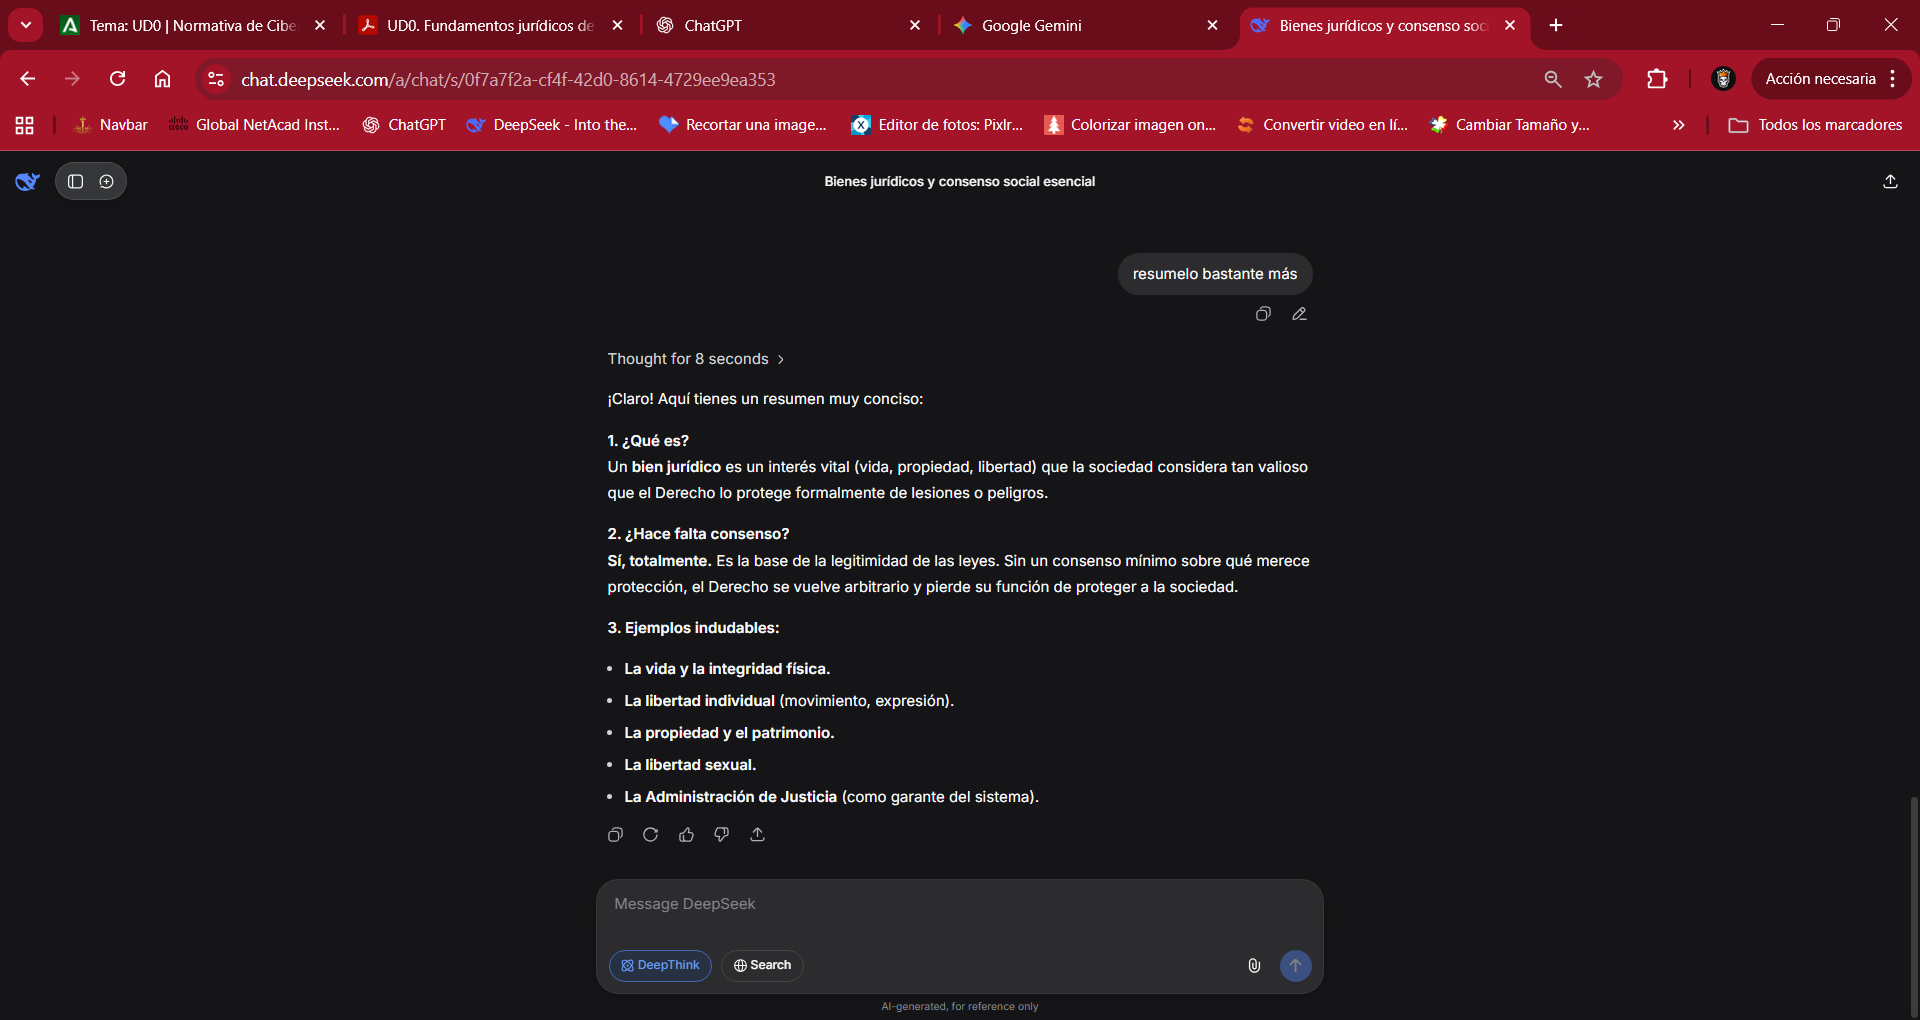 Tema: UD0 | Normativa de Cibe
UD0. Fundamentos jurídicos de
ChatGPT
Google Gemini
Bienes jurídicos y consenso soc
chat.deepseek.com/a/chat/s/0f7a7f2a-cf4f-42d0-8614-4729ee9ea353
Acción necesaria
Navbar
Global NetAcad Inst...
ChatGPT
DeepSeek - Into the...
Recortar una image...
Editor de fotos: Pixlr...
Colorizar imagen on...
Convertir video en lí...
Cambiar Tamaño y...
Todos los marcadores
Bienes jurídicos y consenso social esencial
resumelo bastante más
Thought for 8 seconds
¡Claro! Aquí tienes un resumen muy conciso:
1. ¿Qué es?
Un bien jurídico es un interés vital (vida, propiedad, libertad) que la sociedad considera tan valioso
que el Derecho lo protege formalmente de lesiones o peligros.
2. ¿Hace falta consenso?
Sí, totalmente. Es la base de la legitimidad de las leyes. Sin un consenso mínimo sobre qué merece
protección, el Derecho se vuelve arbitrario y pierde su función de proteger a la sociedad.
3. Ejemplos indudables:
• La vida y la integridad física.
• La libertad individual (movimiento, expresión).
• La propiedad y el patrimonio.
• La libertad sexual.
• La Administración de Justicia (como garante del sistema).
Message DeepSeek
DeepThink
Search
AI-generated, for reference only